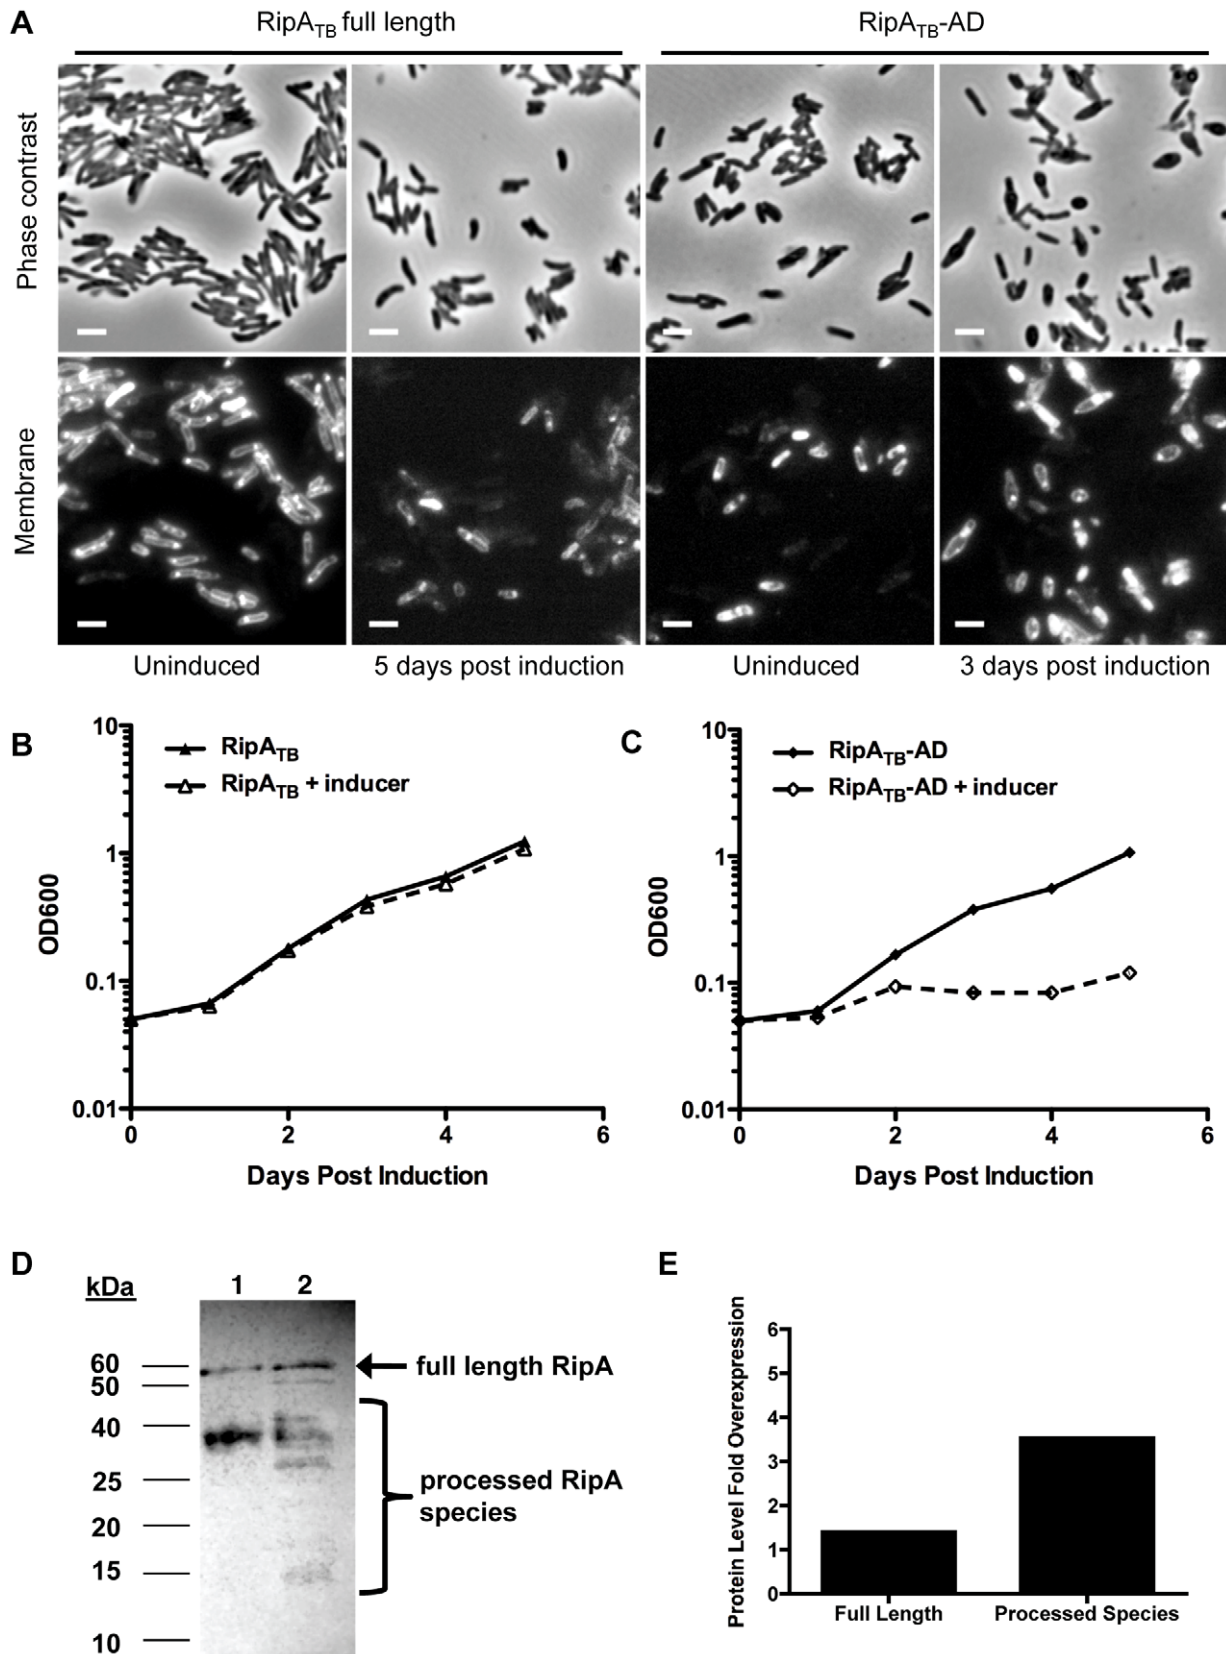 A
RipATB full length
RipATB-AD
Phase contrast
Membrane
Uninduced
5 days post induction
Uninduced
3 days post induction
B
RipATB
RipATB + inducer
10
1
0.1
0.01
OD600
0
2
4
6
Days Post Induction
C
RipATB-AD
RipATB-AD + inducer
10
1
0.1
0.01
OD600
0
2
4
6
Days Post Induction
D
kDa
1
2
60
50
40
25
20
15
10
full length RipA
processed RipA
species
E
Protein Level Fold Overexpression
6
5
4
3
2
1
0
Full Length
Processed Species